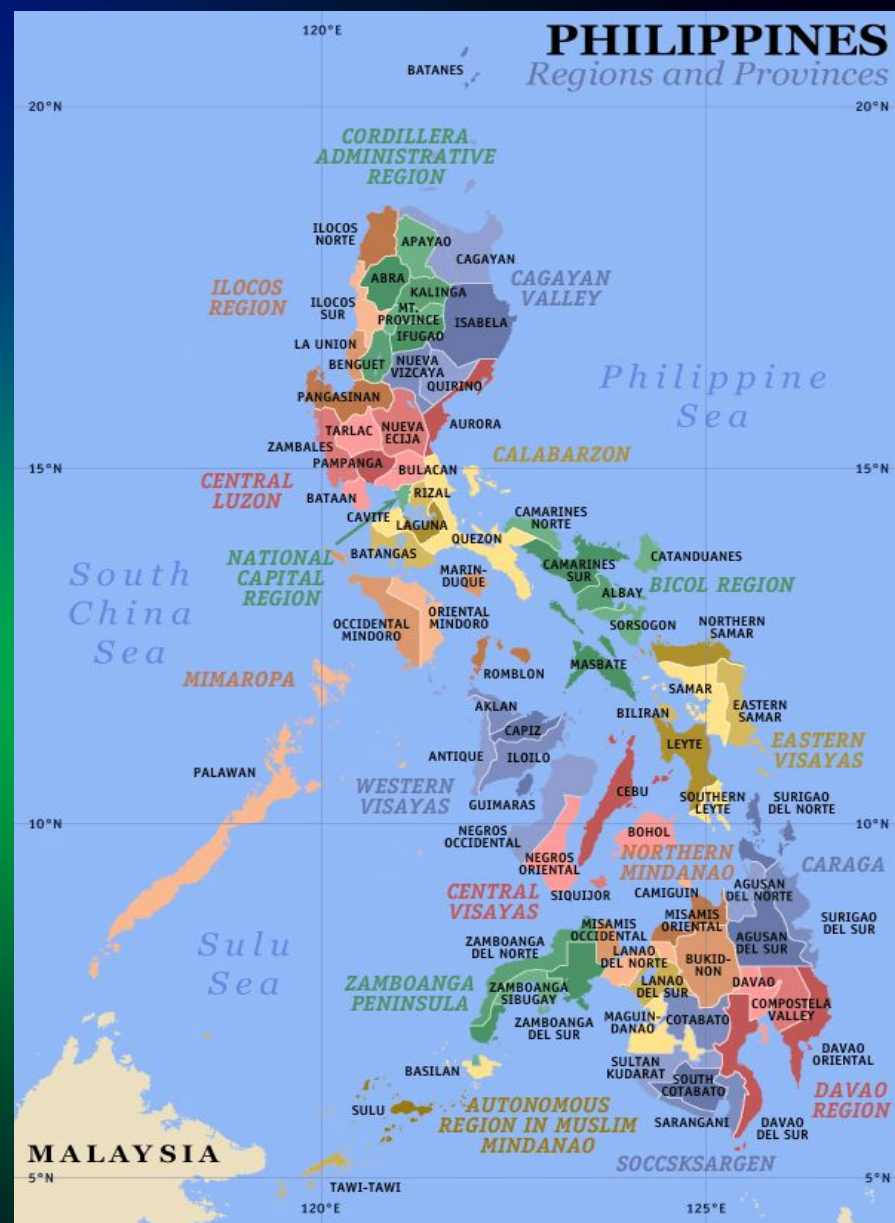 120°E
PHILIPPINES
Regions and Provinces
BATANES
20°N
20°N
CORDILLERA
ADMINISTRATIVE
REGION
ILOCOS
NORTE
APAYAO
CAGAYAN
ABRA
CAGAYAN
VALLEY
ILOCOS
REGION
KALINGA
ILOCOS
SUR
MT.
PROVINCE
ISABELA
IFUGAO
LA UNION
BENGUET
NUEVA
VIZCAYA
QUIRINO
Philippine
Sea
PANGASINAN
AURORA
TARLAC
NUEVA
ECIJA
ZAMBALES
CALABARZON
PAMPANGA
BULACAN
15°N
15°N
CENTRAL
LUZON
BATAAN
RIZAL
CAVITE
LAGUNA
CAMARINES
NORTE
QUEZON
BATANGAS
NATIONAL
CAPITAL
REGION
CATANDUANES
CAMARINES
SUR
MARIN-
DUQUE
BICOL REGION
ALBAY
South
China
Sea
OCCIDENTAL
MINDORO
ORIENTAL
MINDORO
SORSOGON
NORTHERN
SAMAR
MASBATE
ROMBLON
MIMAROPA
SAMAR
AKLAN
BILIRAN
EASTERN
SAMAR
CAPIZ
LEYTE
EASTERN
VISAYAS
ANTIQUE
ILOILO
PALAWAN
WESTERN
VISAYAS
CEBU
GUIMARAS
SOUTHERN
LEYTE
SURIGAO
DEL NORTE
10°N
10°N
NEGROS
OCCIDENTAL
BOHOL
NORTHERN
MINDANAO
NEGROS
ORIENTAL
CARAGA
CENTRAL
VISAYAS
SIQUIJOR
CAMIGUIN
AGUSAN
DEL NORTE
MISAMIS
ORIENTAL
SURIGAO
DEL SUR
MISAMIS
OCCIDENTAL
Sulu
Sea
ZAMBOANGA
DEL NORTE
LANAO
DEL NORTE
BUKID-
NON
AGUSAN
DEL SUR
ZAMBOANGA
PENINSULA
ZAMBOANGA
SIBUGAY
LANAO
DEL SUR
DAVAO
COMPOSTELA
VALLEY
ZAMBOANGA
DEL SUR
MAGUIN-
DANAO
COTABATO
DAVAO
ORIENTAL
BASILAN
SULTAN
KUDARAT
SOUTH
COTABATO
DAVAO
REGION
SULU
AUTONOMOUS
REGION IN MUSLIM
MINDANAO
SARANGANI
DAVAO
DEL SUR
MALAYSIA
SOCCSKSARGEN
5°N
5°N
TAWI-TAWI
120°E
125°E